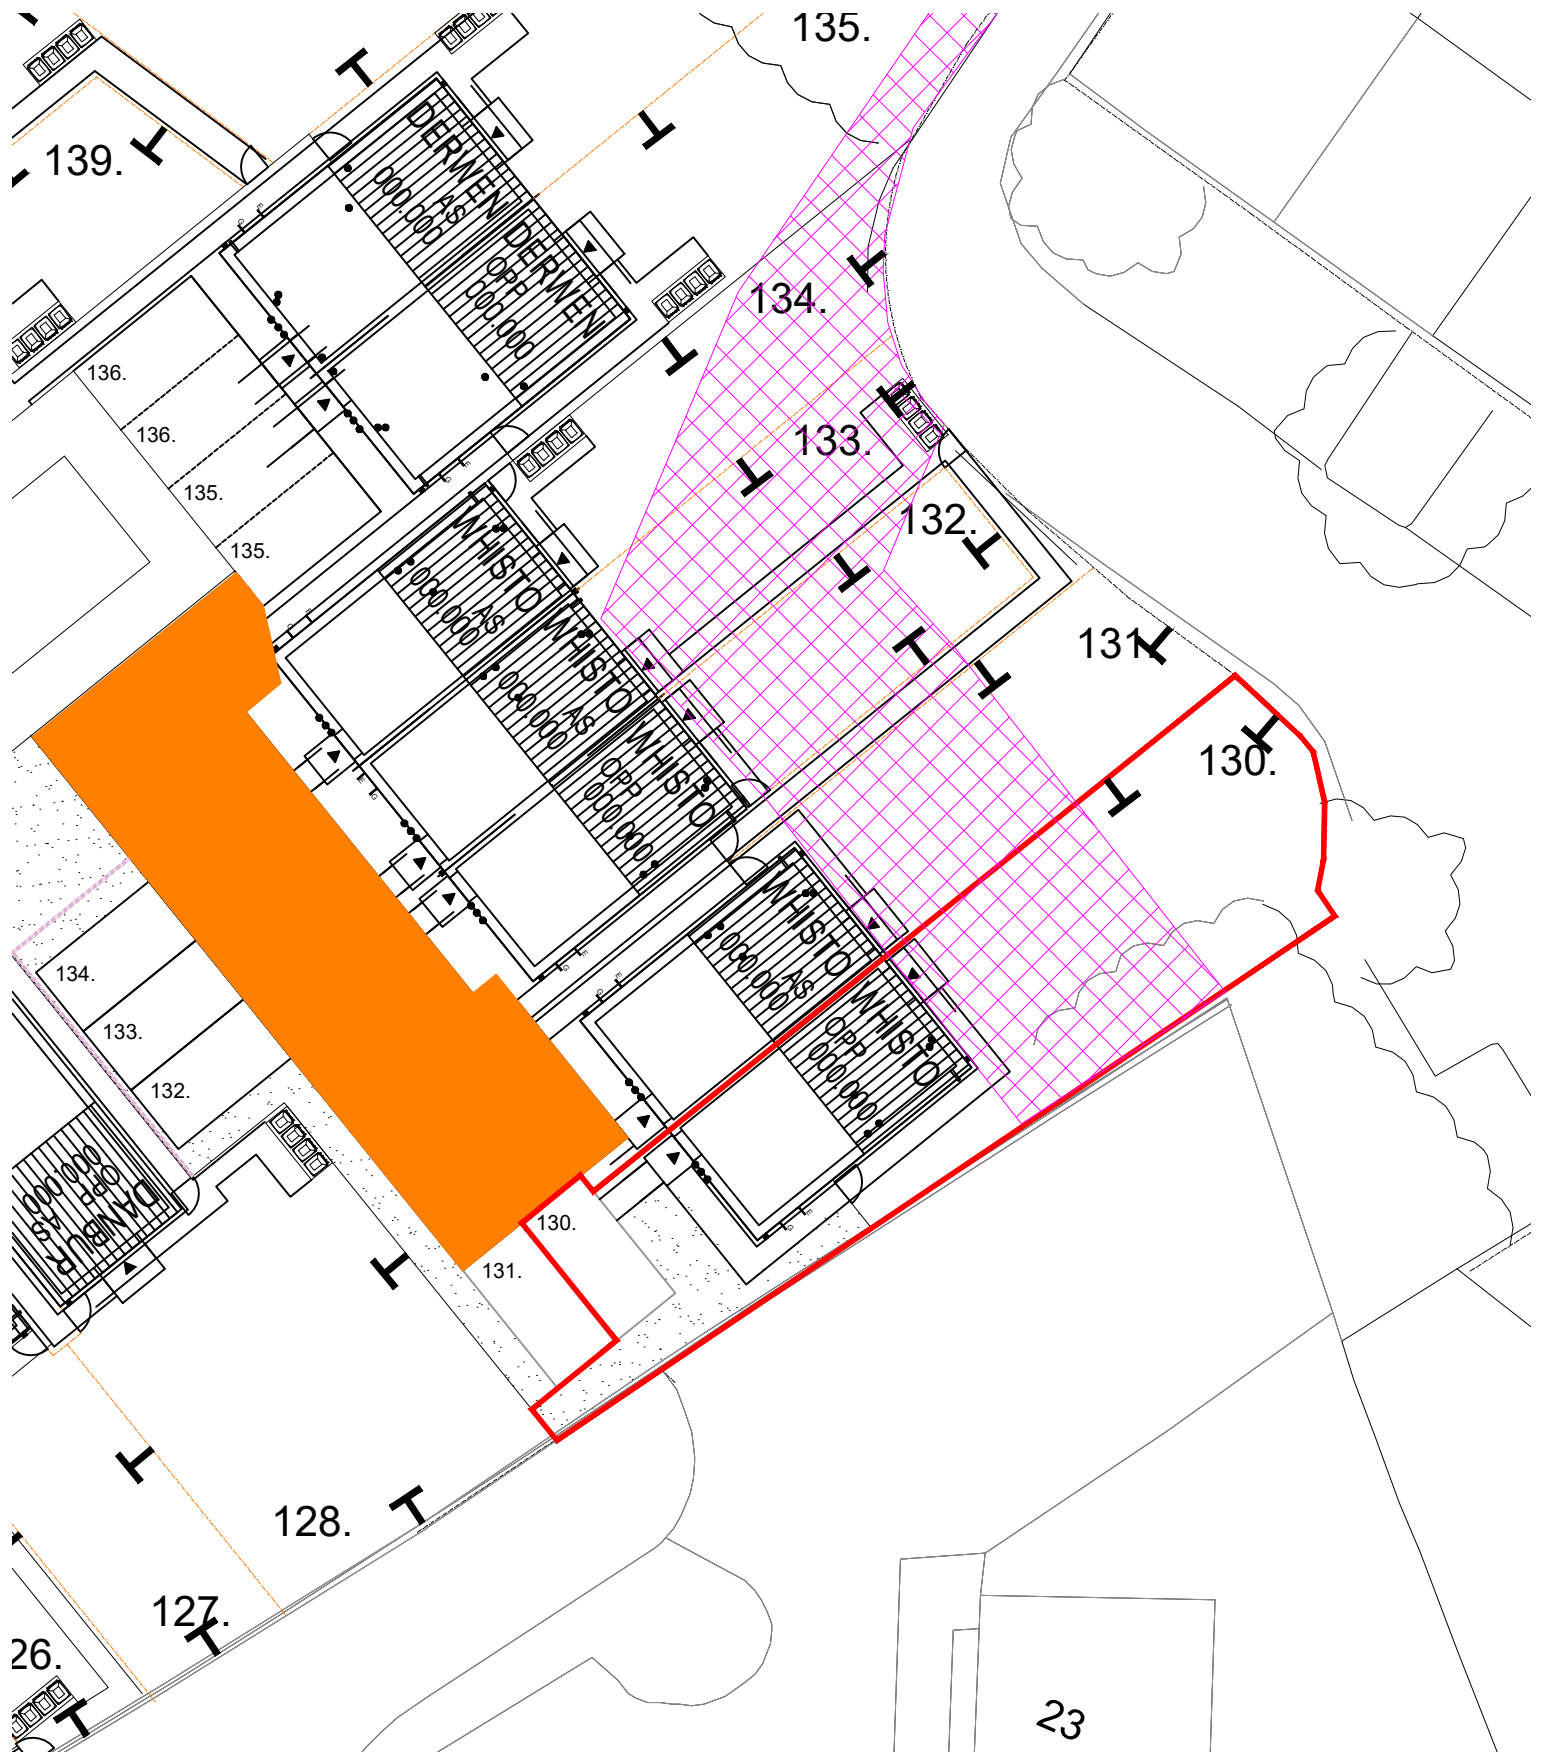 135.
139.
DERWEN
AS
000.000
DERWEN
OPP
000.000
134.
136.
136.
135.
135.
133.
132.
131.
130.
WHISTO
AS
000.000
WHISTO
AS
000.000
WHISTO
OPP
000.000
WHISTO
AS
000.000
WHISTO
OPP
000.000
134.
133.
132.
130.
131.
DANBUR
OPP AS
000.000
000.000
128.
127.
26.
23